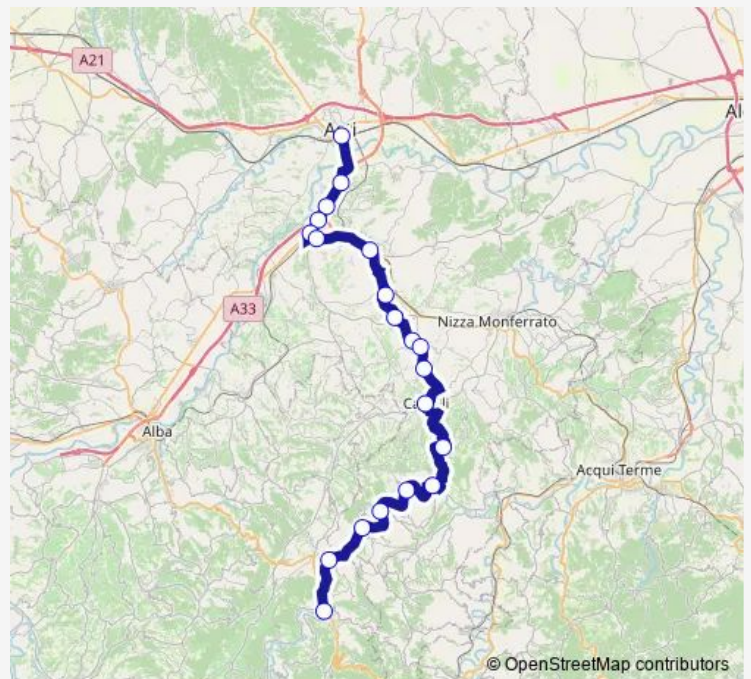 A21
A33
Nizza Monferrato
Alba
Acqui Terme
© OpenStreetMap contributors